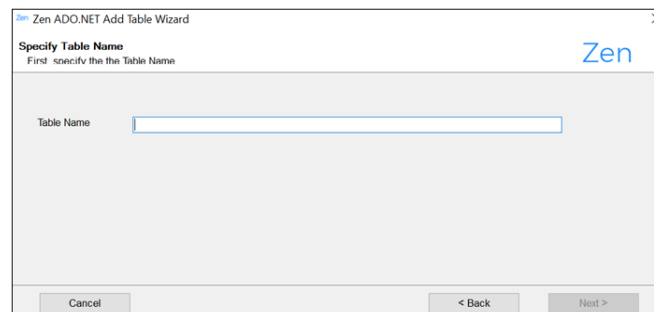 Zen Zen ADO.NET Add Table Wizard
Specify Table Name
First, specify the the Table Name
Zen
Table Name
Cancel
< Back
Next >